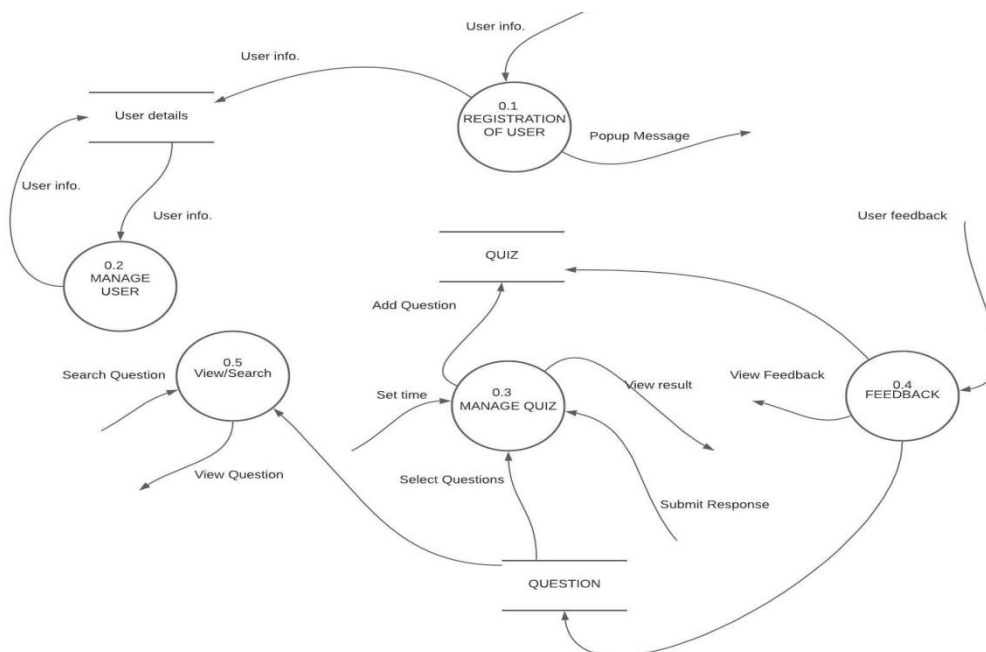 User info.
User info.
0.1
REGISTRATION
OF USER
User details
Popup Message
User info.
User info.
User feedback
0.2
MANAGE
USER
QUIZ
Add Question
0.5
View/Search
Search Question
Set time
0.3
MANAGE QUIZ
View result
View Feedback
0.4
FEEDBACK
View Question
Select Questions
Submit Response
QUESTION